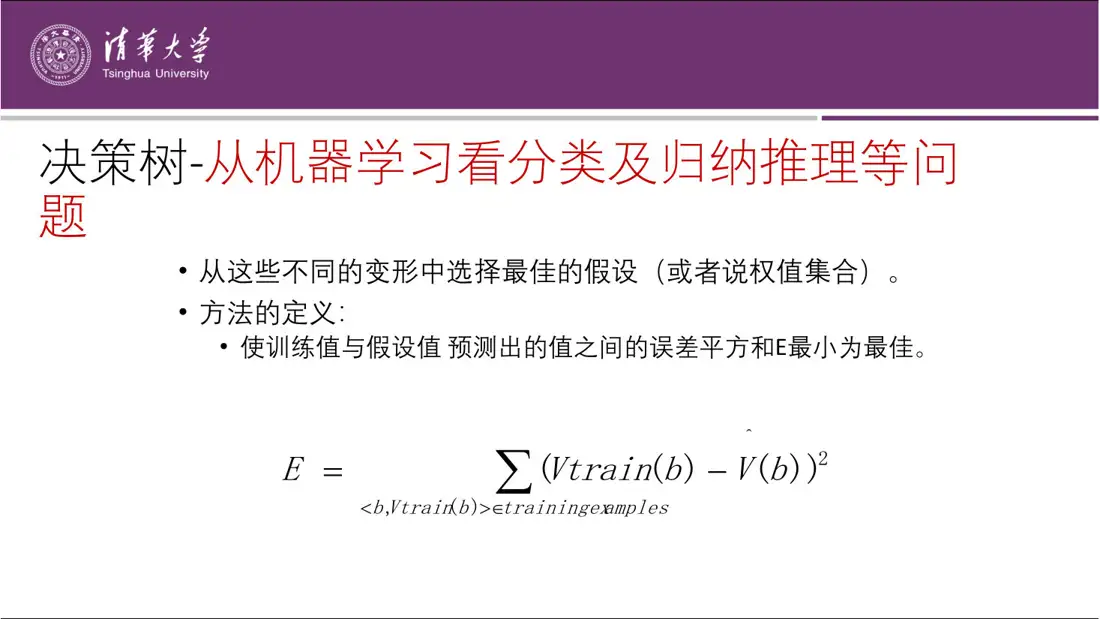 清华大学
Tsinghua University
决策树-从机器学习看分类及归纳推理等问
题
• 从这些不同的变形中选择最佳的假设（或者说权值集合）。
• 方法的定义：
• 使训练值与假设值 预测出的值之间的误差平方和E最小为最佳。
E = ∑(Vtrain(b) − V̂(b))²
<b,Vtrain(b)>∈trainingexamples